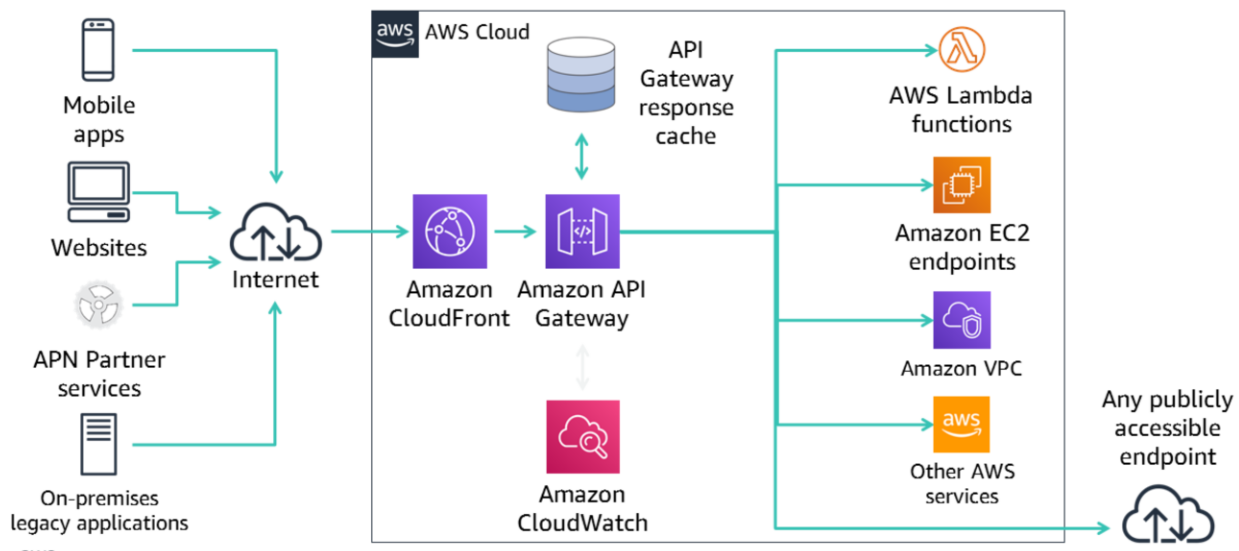 Mobile
apps
Websites
APN Partner
services
On-premises
legacy applications
Internet
aws
AWS Cloud
API
Gateway
response
cache
Amazon
CloudFront
</>
Amazon API
Gateway
Amazon
CloudWatch
AWS Lambda
functions
Amazon EC2
endpoints
Amazon VPC
aws
Other AWS
services
Any publicly
accessible
endpoint